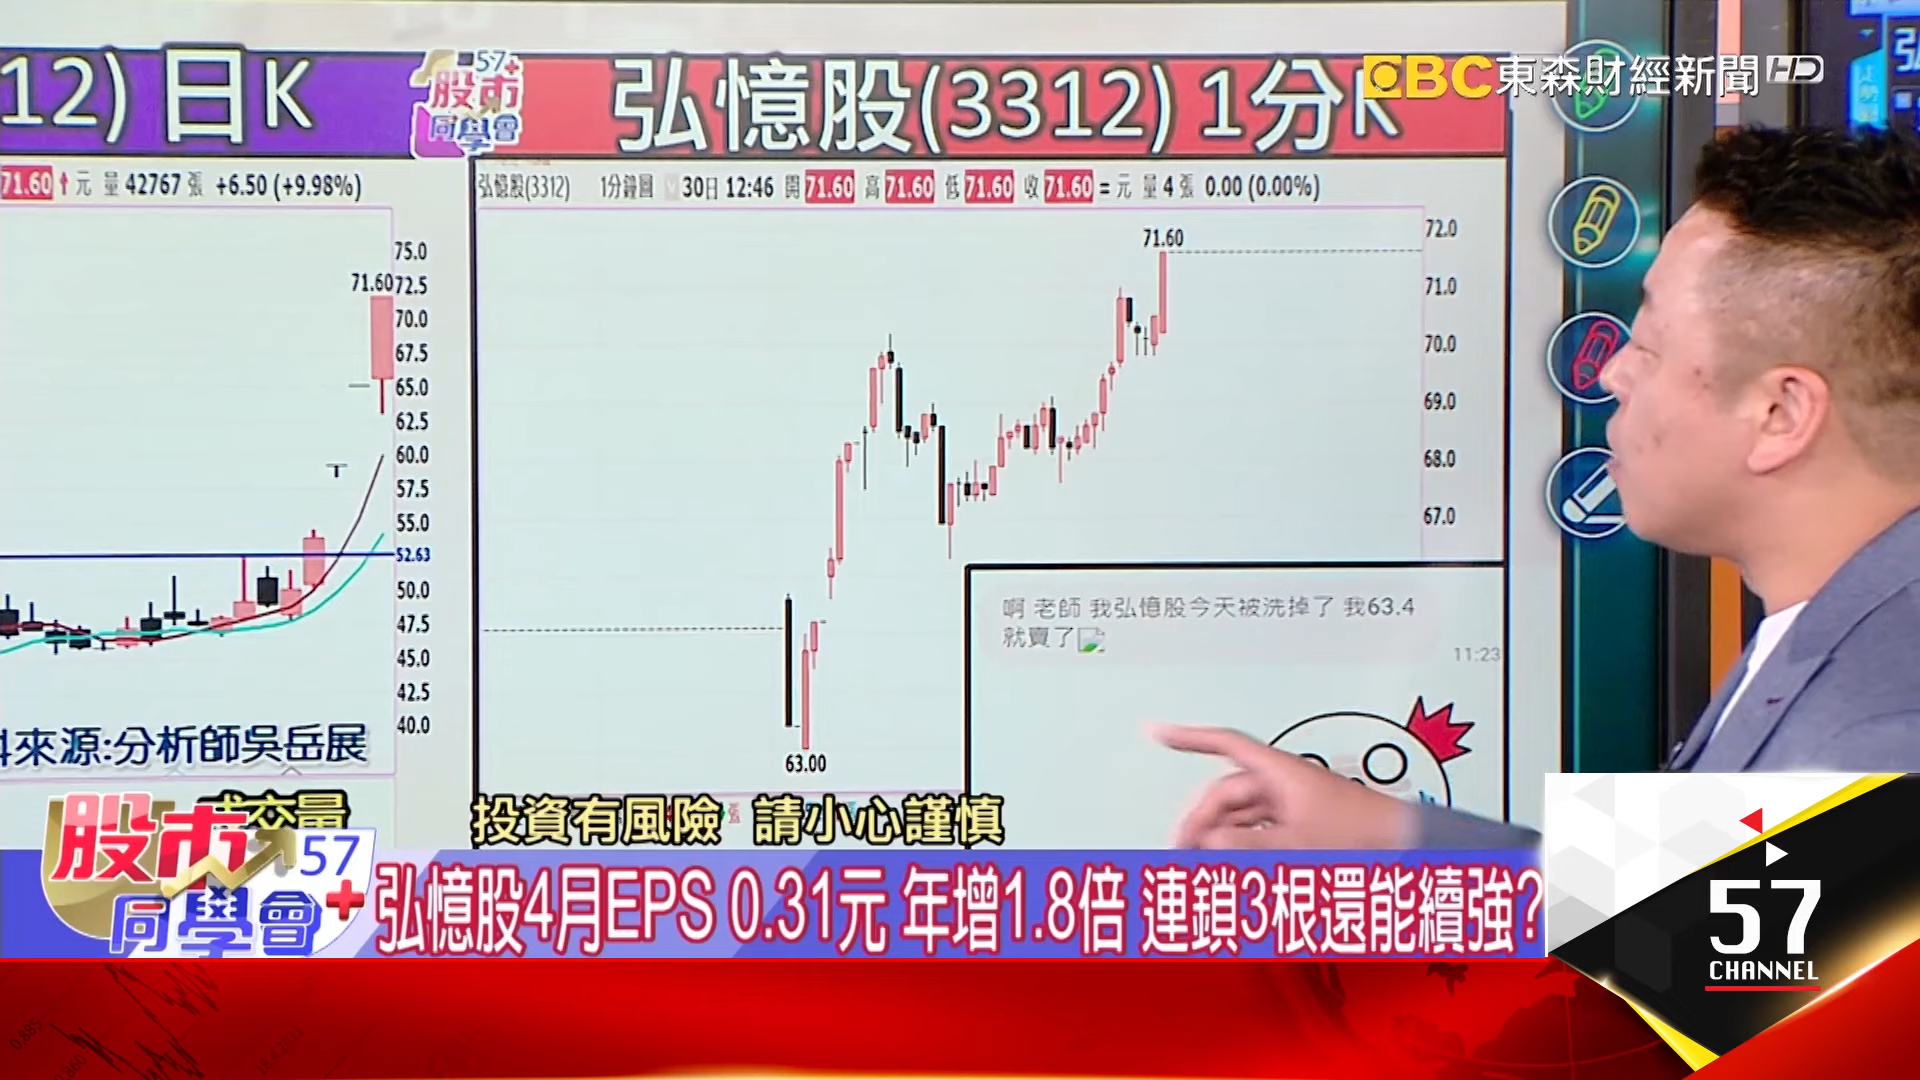 12) 日K
57+
股市
同學會
弘憶股(3312) 1分K
EBC 東森財經新聞 HD
71.60 元 量 42767 張 +6.50 (+9.98%)
弘憶股(3312) 1分鐘圖 30日 12:46 開 71.60 高 71.60 低 71.60 收 71.60 = 元 量 4 張 0.00 (0.00%)
75.0
71.60
72.5
70.0
67.5
65.0
62.5
60.0
57.5
55.0
52.63
50.0
47.5
45.0
42.5
40.0
71.60
72.0
71.0
70.0
69.0
68.0
67.0
63.00
啊 老師 我弘憶股今天被洗掉了 我63.4
就賣了
11:23
來源:分析師吳岳展
成交量
投資有風險 請小心謹慎
股市 57
同學會+
弘憶股4月EPS 0.31元 年增1.8倍 連鎖3根還能續強?
57
CHANNEL